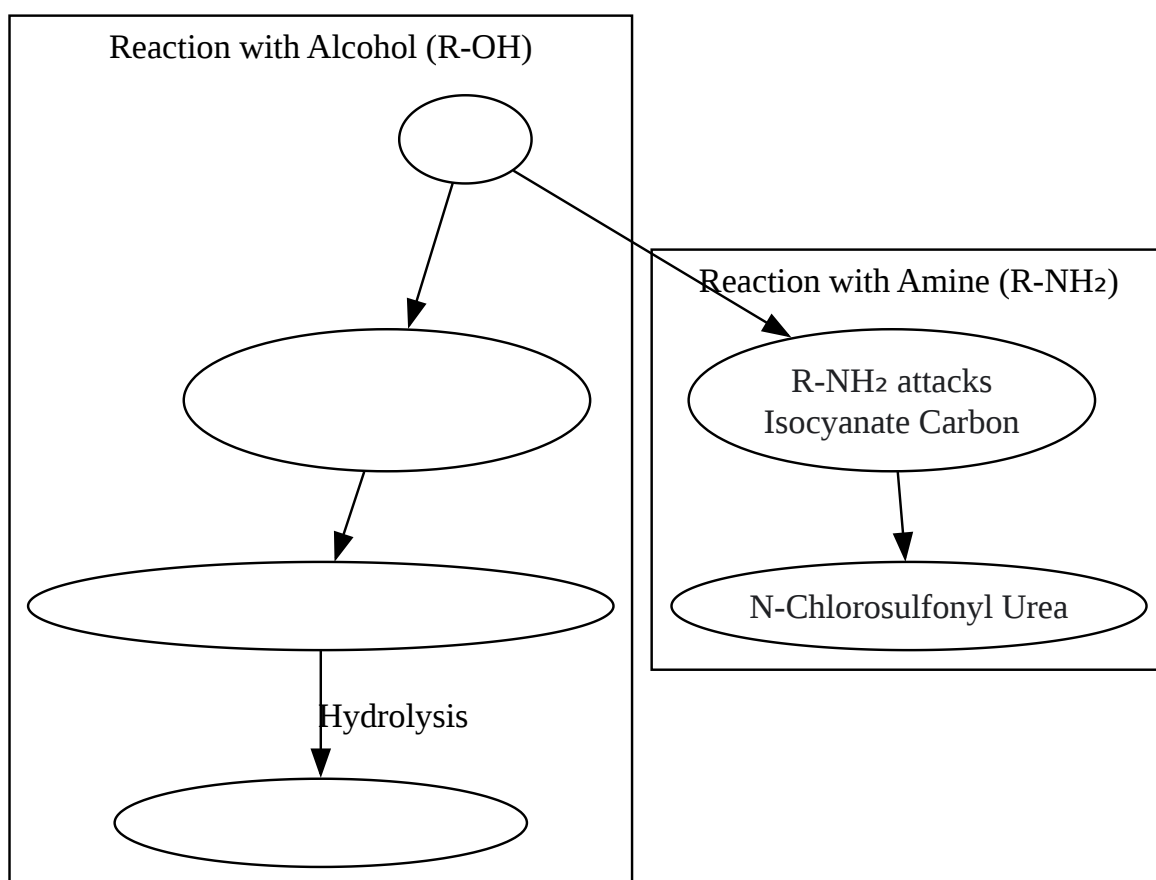 Reaction with Alcohol (R-OH)
Reaction with Amine (R-NH₂)
R-NH₂ attacks
Isocyanate Carbon
N-Chlorosulfonyl Urea
Hydrolysis